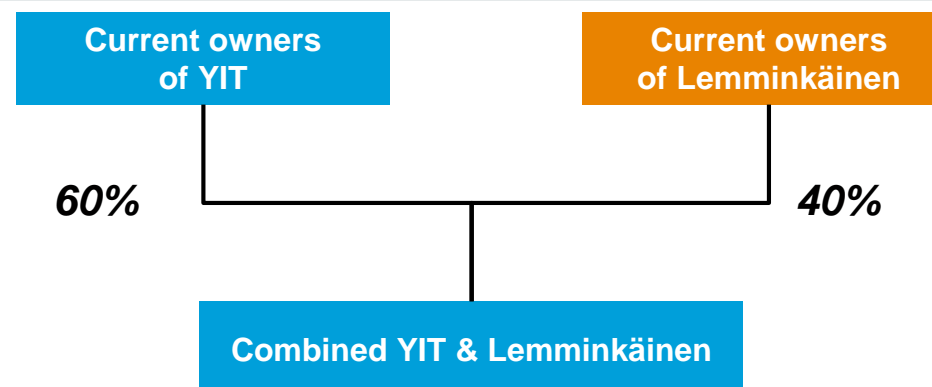 Current owners
of YIT
Current owners
of Lemminkäinen
60%
40%
Combined YIT & Lemminkäinen